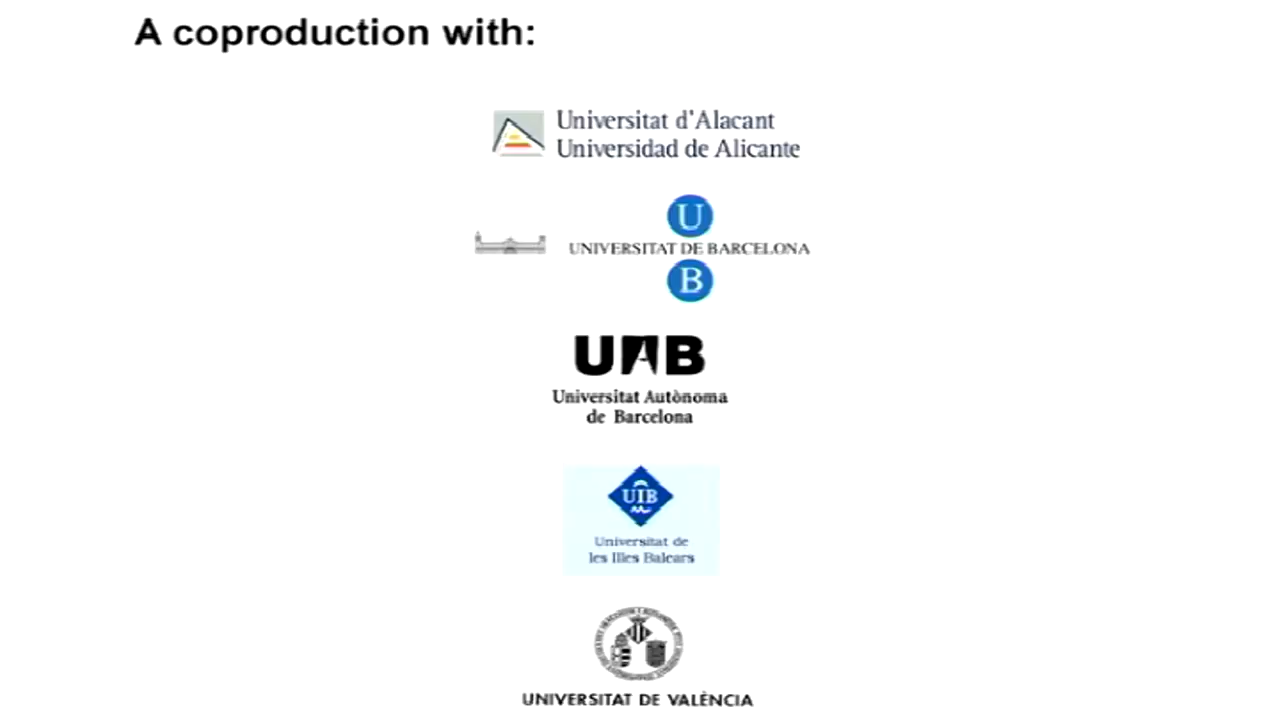 A coproduction with:
Universitat d'Alacant
Universidad de Alicante
U
UNIVERSITAT DE BARCELONA
B
UAB
Universitat Autònoma
de Barcelona
UIB
Universitat de
les Illes Balears
UNIVERSITAT DE VALÈNCIA